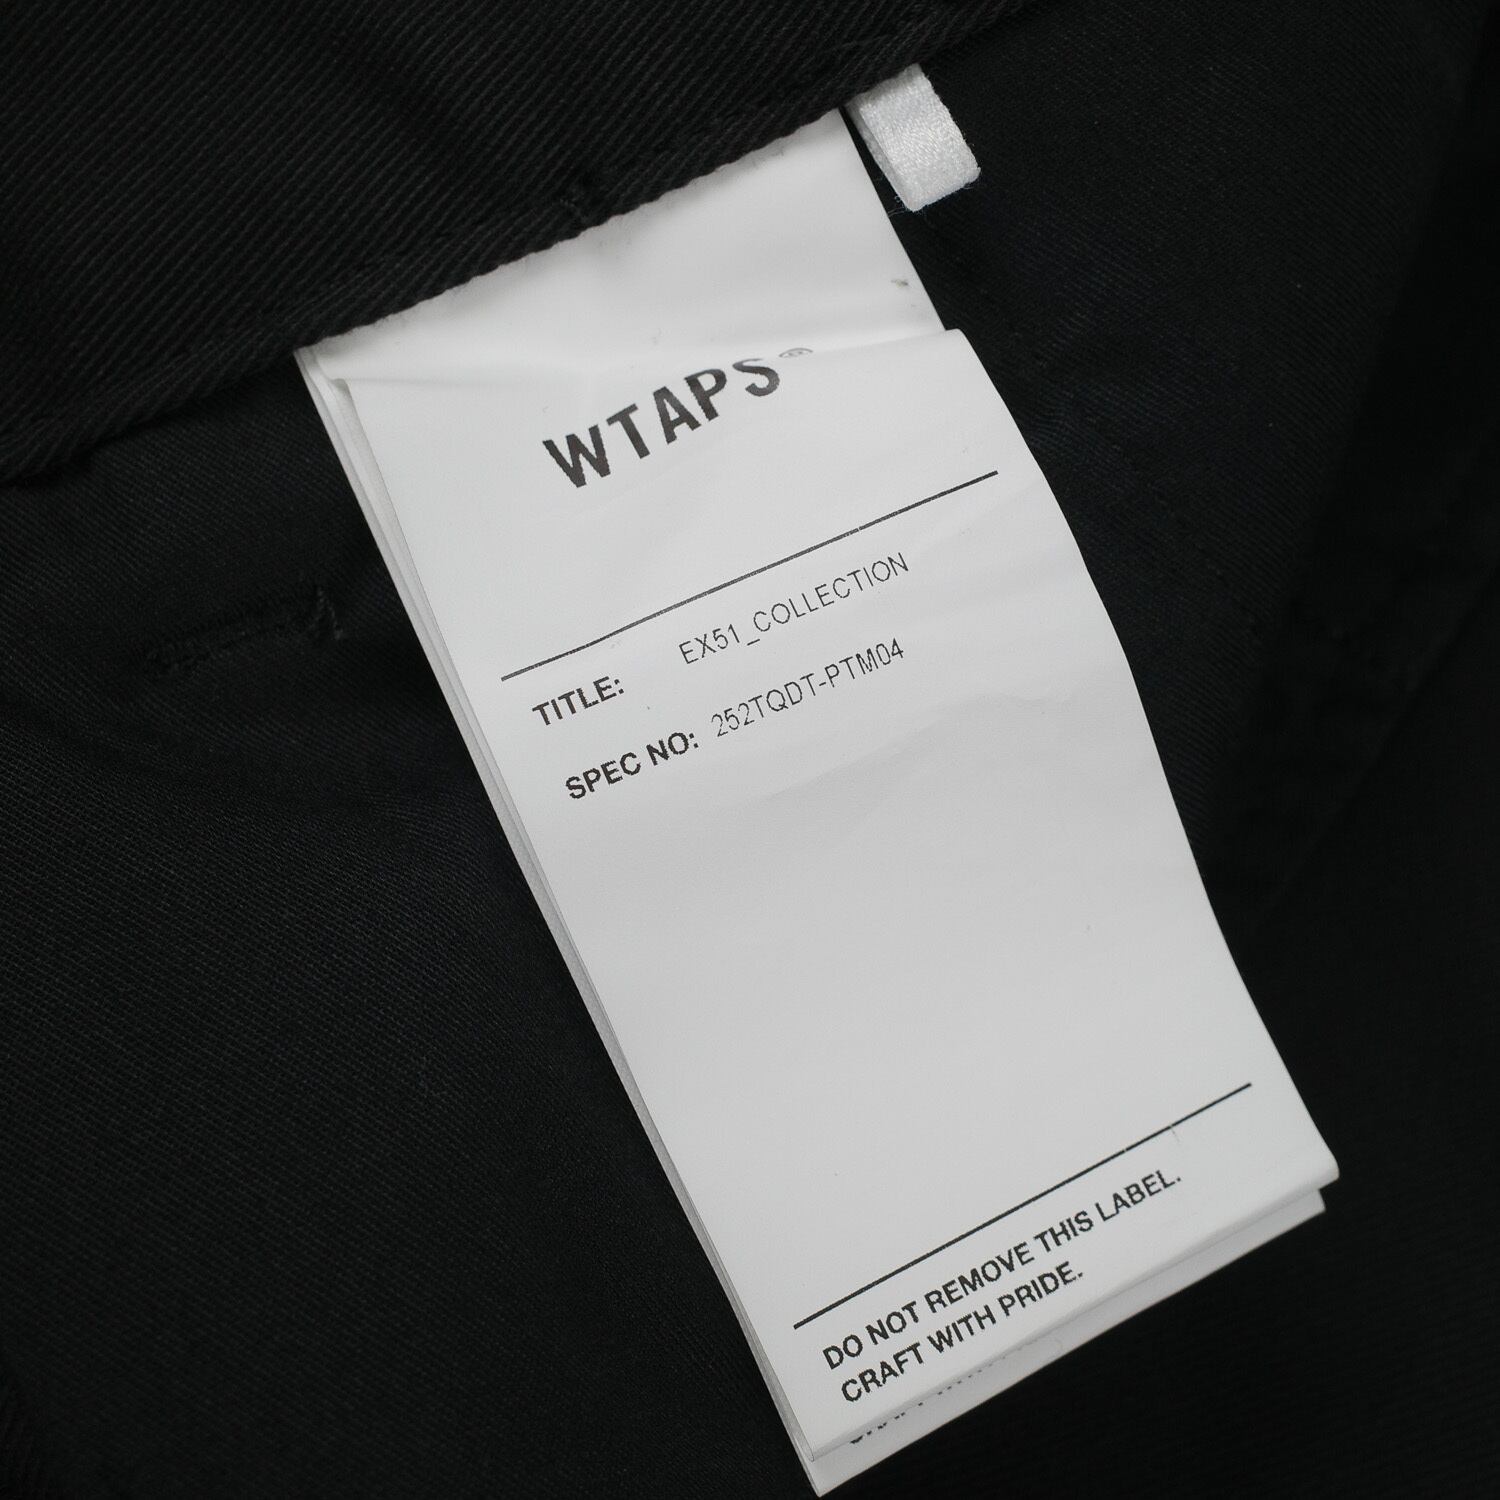 WTAPS®
TITLE: EX51_COLLECTION
SPEC NO: 252TQDT-PTM04
DO NOT REMOVE THIS LABEL.
CRAFT WITH PRIDE.